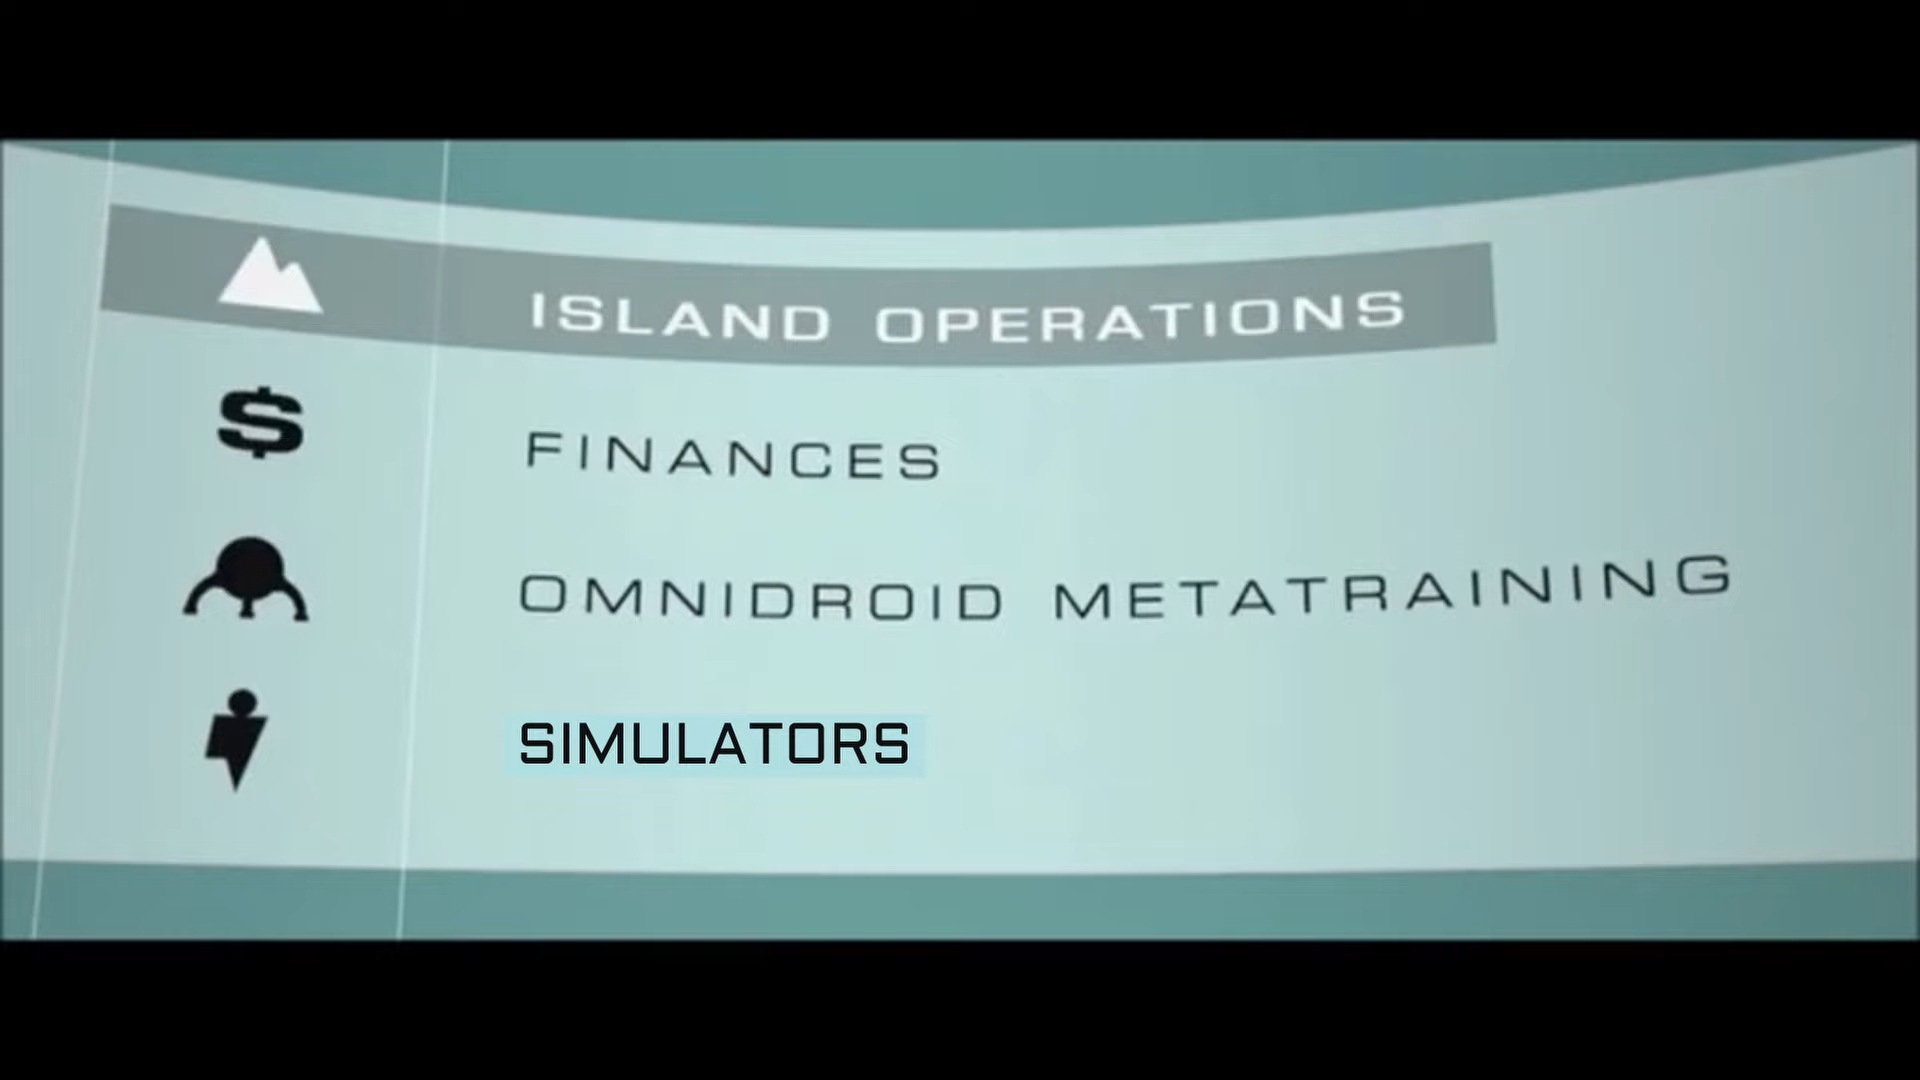 ISLAND OPERATIONS
$ FINANCES
OMNIDROID METATRAINING
SIMULATORS